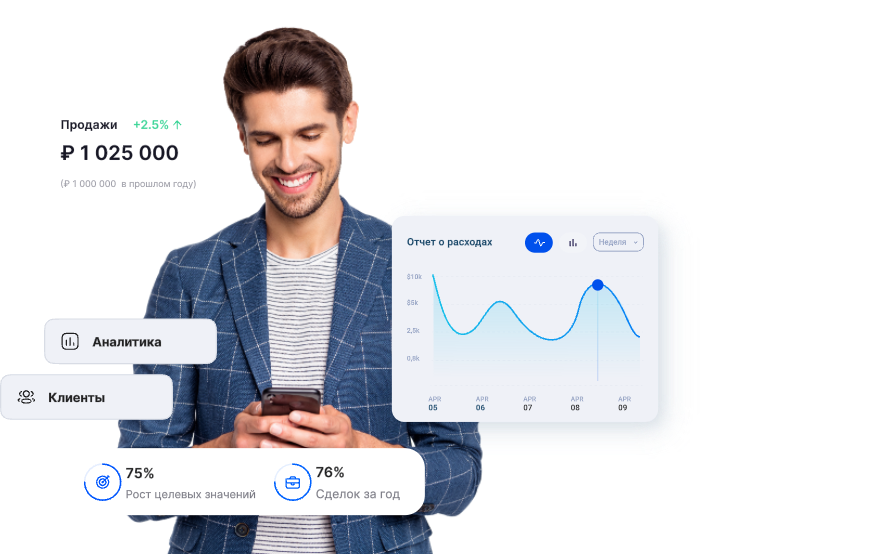 Продажи +2.5% ↑
₽ 1 025 000
(₽ 1 000 000 в прошлом году)
Отчет о расходах
Неделя
$10k
$5k
2,5k
0,8k
APR APR APR APR APR
05 06 07 08 09
Аналитика
Клиенты
75%
Рост целевых значений
76%
Сделок за год